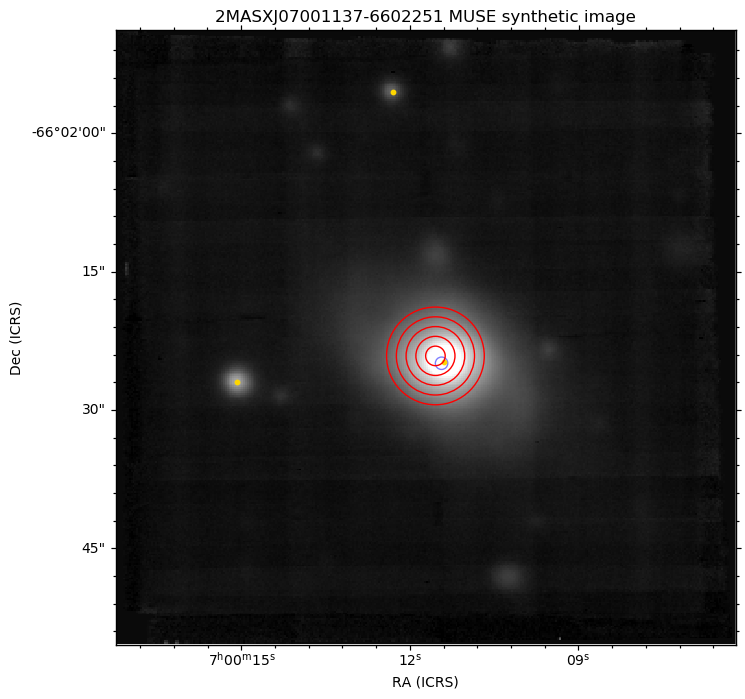 2MASXJ07001137-6602251 MUSE synthetic image
-66°02'00"
15"
30"
45"
Dec (ICRS)
7ʰ00ᵐ15ˢ 12ˢ 09ˢ
RA (ICRS)